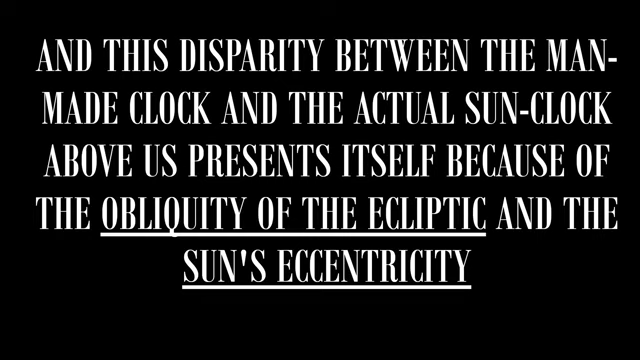 AND THIS DISPARITY BETWEEN THE MAN-
MADE CLOCK AND THE ACTUAL SUN-CLOCK
ABOVE US PRESENTS ITSELF BECAUSE OF
THE OBLIQUITY OF THE ECLIPTIC AND THE
SUN'S ECCENTRICITY